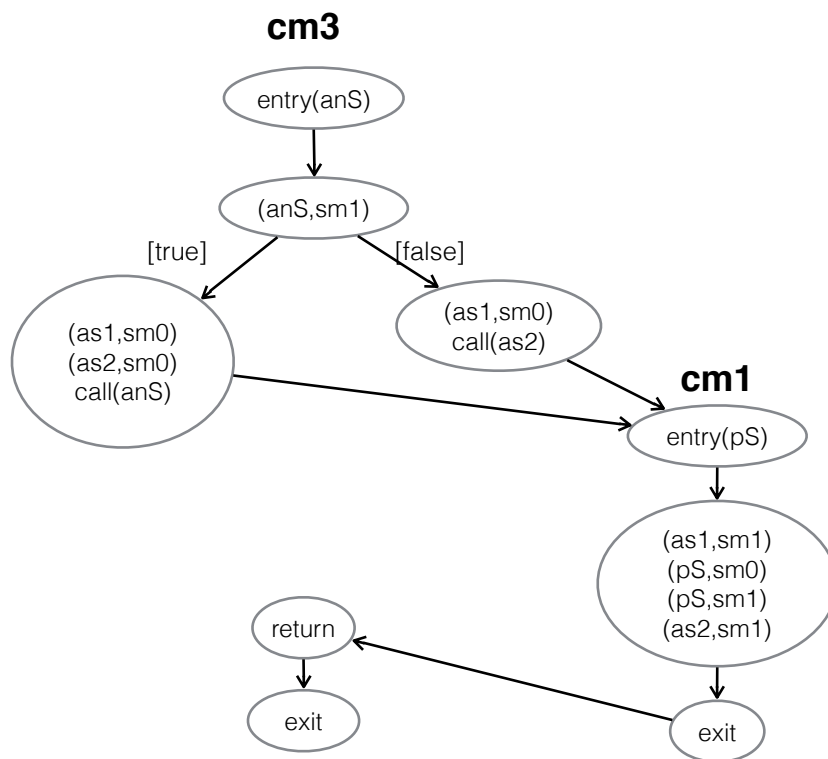 cm3
entry(anS)
(anS,sm1)
[true]
[false]
(as1,sm0)
(as2,sm0)
call(anS)
(as1,sm0)
call(as2)
cm1
entry(pS)
(as1,sm1)
(pS,sm0)
(pS,sm1)
(as2,sm1)
return
exit
exit